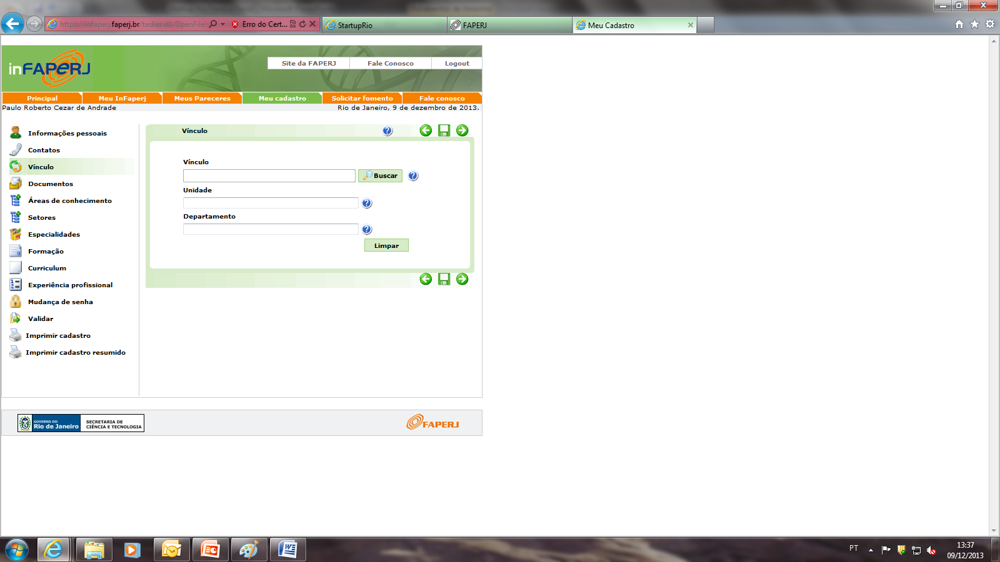 https://infaperj.faperj.br/tasker.dll/OpenFile
Erro do Cert...
StartupRio
FAPERJ
Meu Cadastro
inFAPERJ
Site da FAPERJ
Fale Conosco
Logout
Principal
Meu InFaperj
Meus Pareceres
Meu cadastro
Solicitar fomento
Fale conosco
Paulo Roberto Cezar de Andrade
Rio de Janeiro, 9 de dezembro de 2013.
Informações pessoais
Contatos
Vínculo
Documentos
Áreas de conhecimento
Setores
Especialidades
Formação
Curriculum
Experiência profissional
Mudança de senha
Validar
Imprimir cadastro
Imprimir cadastro resumido
Vínculo
Vínculo
Buscar
Unidade
Departamento
Limpar
GOVERNO DO
Rio de Janeiro
SECRETARIA DE
CIÊNCIA E TECNOLOGIA
FAPERJ
PT
13:37
09/12/2013